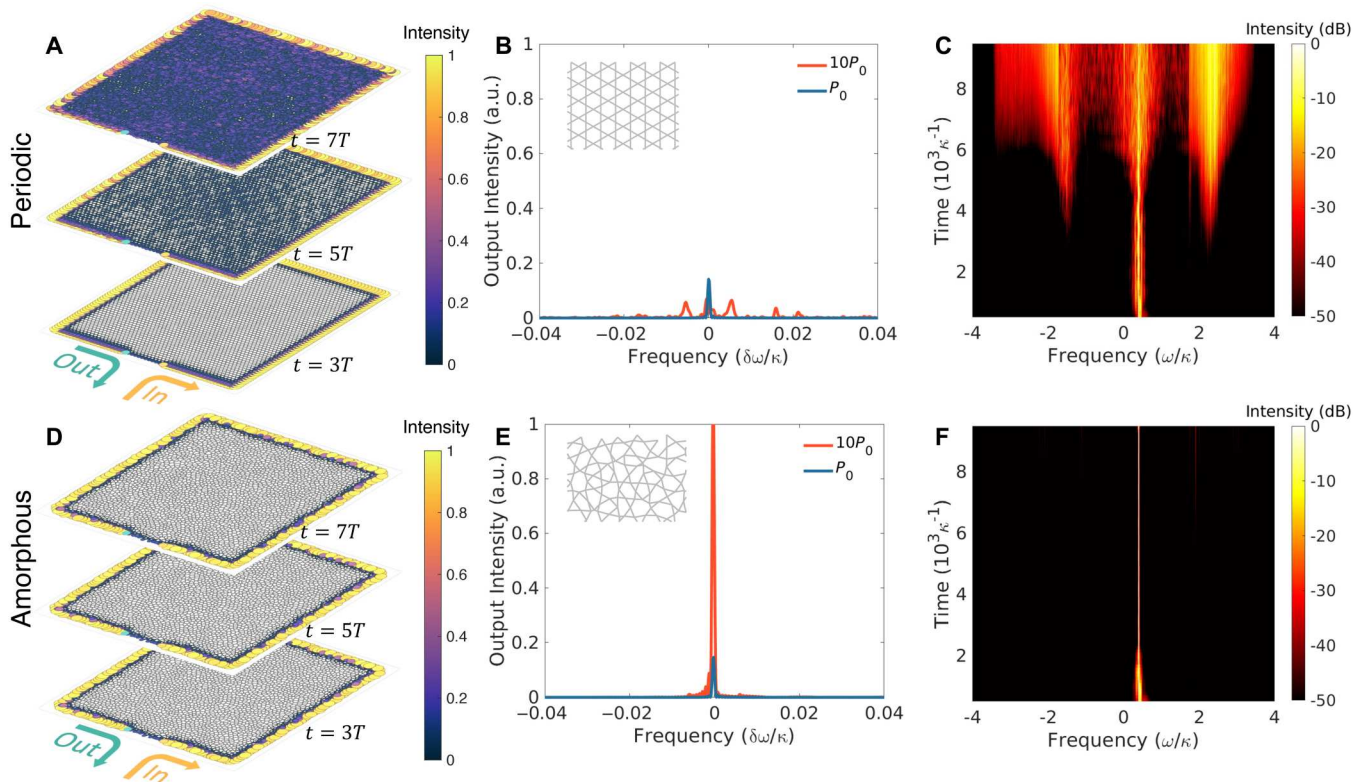 Periodic
A
Intensity
1
0.8
0.6
0.4
0.2
0
t = 7T
t = 5T
t = 3T
Out
In
B
10P₀
P₀
Output Intensity (a.u.)
1
0.8
0.6
0.4
0.2
0
−0.04
−0.02
0
0.02
0.04
Frequency (δω/κ)
C
Intensity (dB)
0
-10
-20
-30
-40
-50
Time (10³κ⁻¹)
8
6
4
2
-4
-2
0
2
4
Frequency (ω/κ)
Amorphous
D
Intensity
1
0.8
0.6
0.4
0.2
0
t = 7T
t = 5T
t = 3T
Out
In
E
10P₀
P₀
Output Intensity (a.u.)
1
0.8
0.6
0.4
0.2
0
−0.04
−0.02
0
0.02
0.04
Frequency (δω/κ)
F
Intensity (dB)
0
-10
-20
-30
-40
-50
Time (10³κ⁻¹)
8
6
4
2
-4
-2
0
2
4
Frequency (ω/κ)